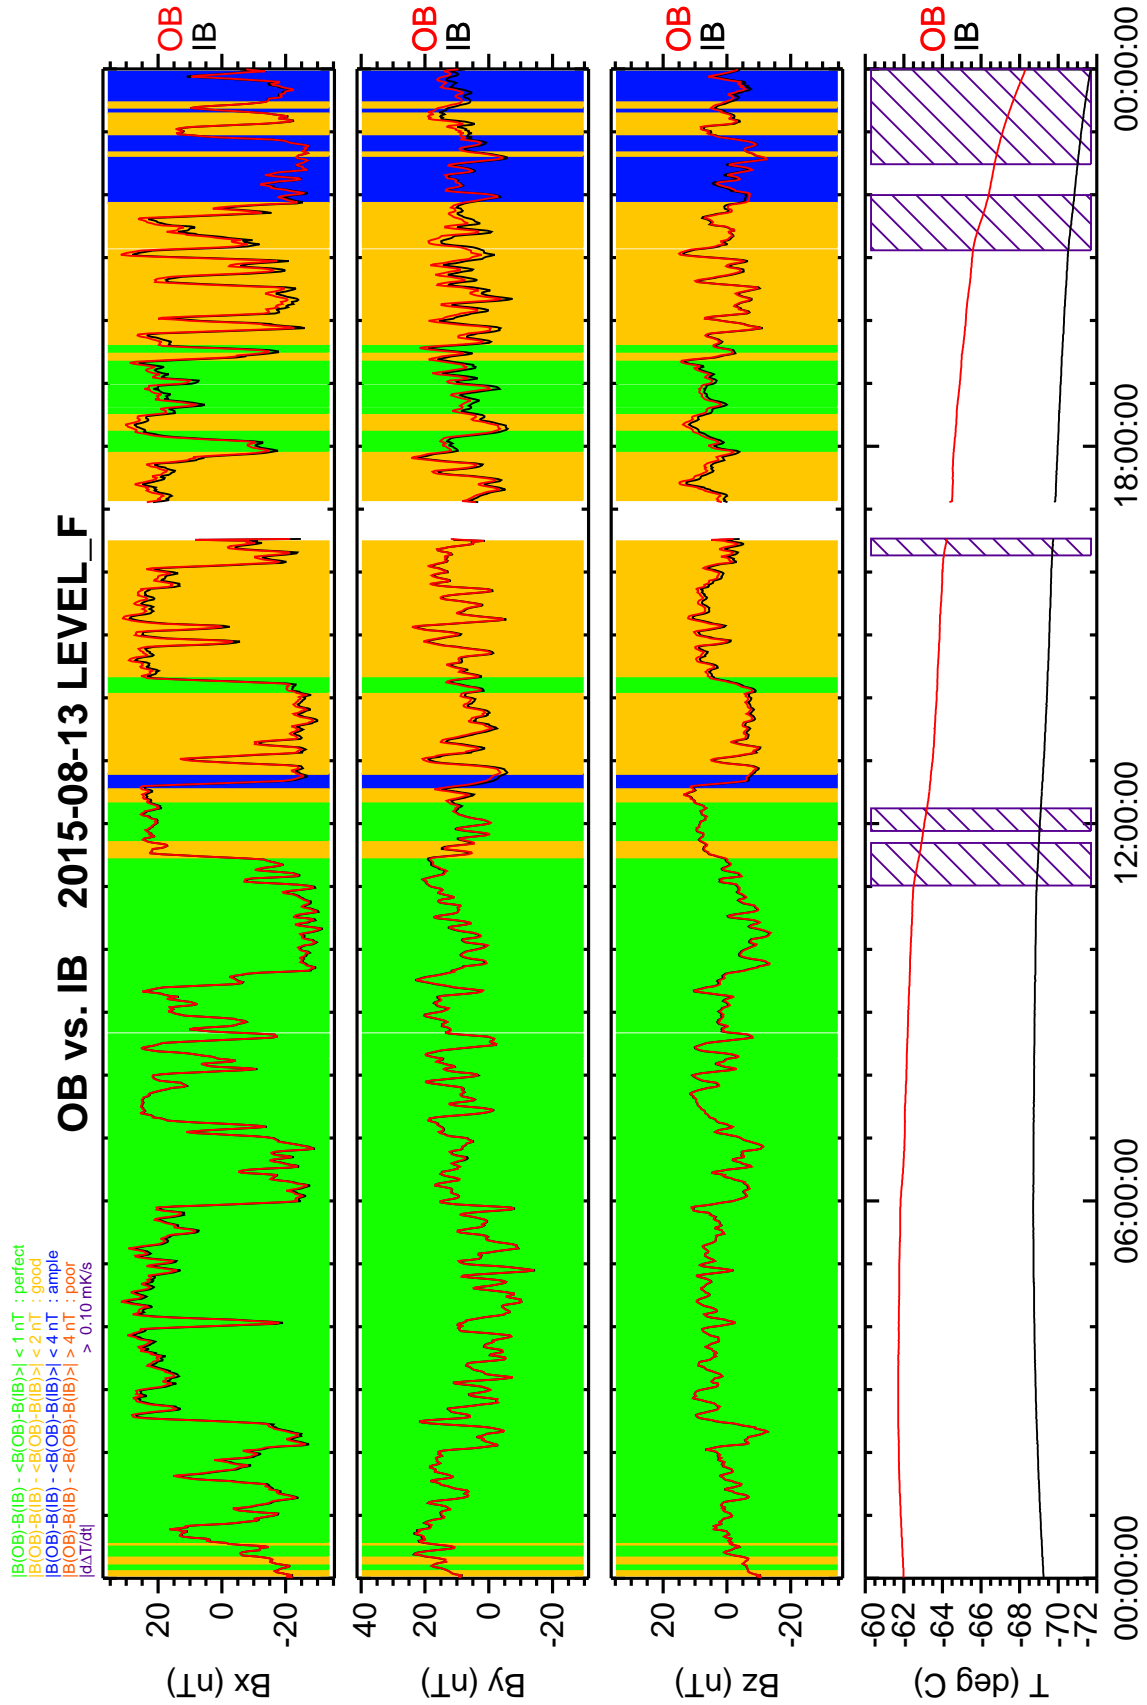 OB vs. IB 2015-08-13 LEVEL_F
|B(OB)-B(IB) - <B(OB)-B(IB)>| < 1 nT : perfect
|B(OB)-B(IB) - <B(OB)-B(IB)>| < 2 nT : good
|B(OB)-B(IB) - <B(OB)-B(IB)>| < 4 nT : ample
|B(OB)-B(IB) - <B(OB)-B(IB)>| > 4 nT : poor
|dΔT/dt| > 0.10 mK/s
Bx (nT)
20
0
-20
OB
IB
By (nT)
40
20
0
-20
OB
IB
Bz (nT)
20
0
-20
OB
IB
T (deg C)
-60
-62
-64
-66
-68
-70
-72
OB
IB
00:00:00
06:00:00
12:00:00
18:00:00
00:00:00